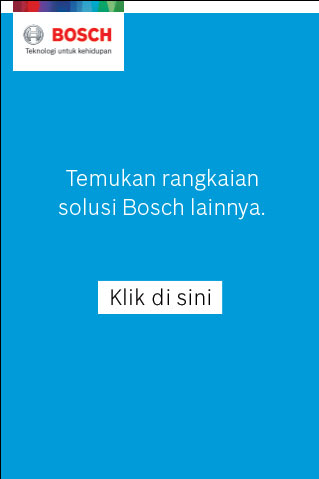 BOSCH
Teknologi untuk kehidupan
Temukan rangkaian
solusi Bosch lainnya.
Klik di sini